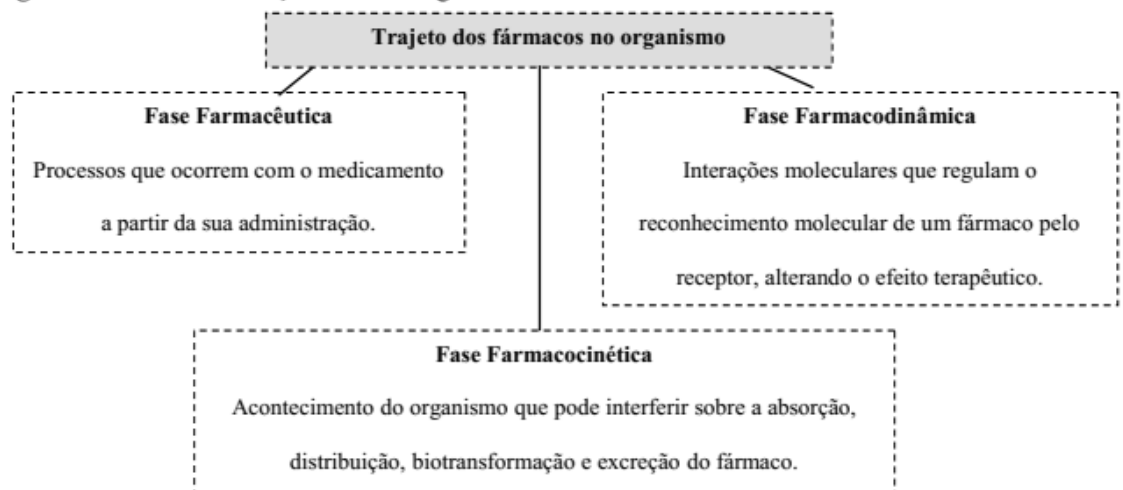 Trajeto dos fármacos no organismo
Fase Farmacêutica
Processos que ocorrem com o medicamento
a partir da sua administração.
Fase Farmacodinâmica
Interações moleculares que regulam o
reconhecimento molecular de um fármaco pelo
receptor, alterando o efeito terapêutico.
Fase Farmacocinética
Acontecimento do organismo que pode interferir sobre a absorção,
distribuição, biotransformação e excreção do fármaco.